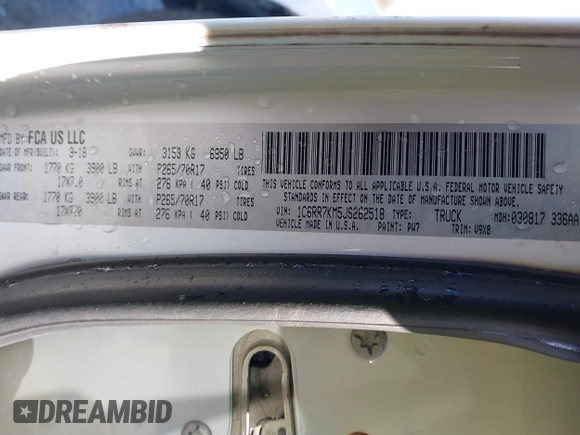 MFD BY FCA US LLC
DATE OF MFR(BUILT): 3-18 GVWR: 3153 KG 6950 LB
GAWR FRONT: 1770 KG 3900 LB WITH P265/70R17 TIRES
17X7.0 RIMS AT 276 KPA ( 40 PSI) COLD
GAWR REAR: 1770 KG 3900 LB WITH P265/70R17 TIRES
17X7.0 RIMS AT 276 KPA ( 40 PSI) COLD
THIS VEHICLE CONFORMS TO ALL APPLICABLE U.S.A. FEDERAL MOTOR VEHICLE SAFETY
STANDARDS IN EFFECT ON THE DATE OF MANUFACTURE SHOWN ABOVE.
VIN: 1C6RR7KM5JS262518 TYPE: TRUCK MDH:030817 336AA
VEHICLE MADE IN U.S.A. PAINT: PW7 TRIM: V9X8
DREAMBID